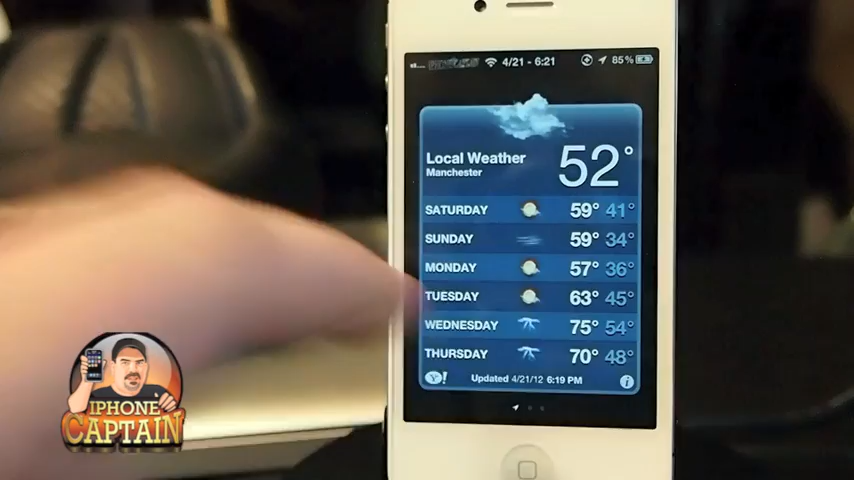 4/21 - 6:21
85%
Local Weather
Manchester
52°
SATURDAY 59° 41°
SUNDAY 59° 34°
MONDAY 57° 36°
TUESDAY 63° 45°
WEDNESDAY 75° 54°
THURSDAY 70° 48°
Y! Updated 4/21/12 6:19 PM i
IPHONE
CAPTAIN